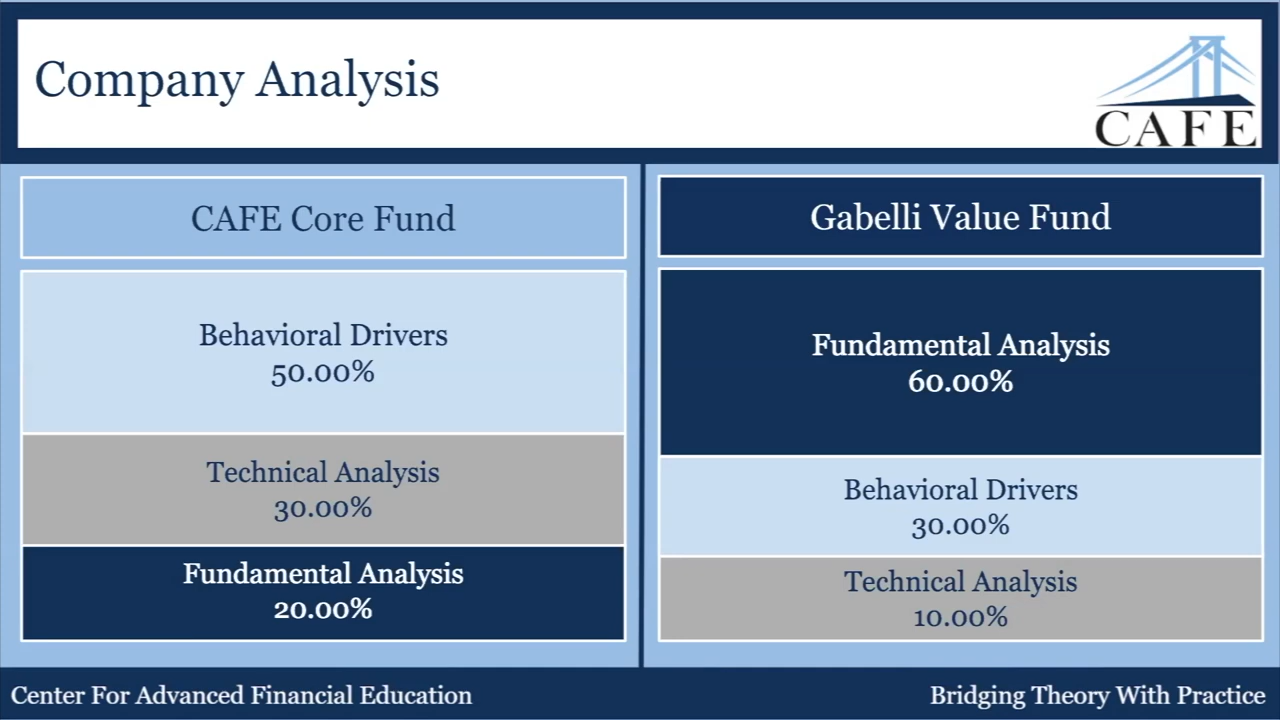 Company Analysis
CAFE
CAFE Core Fund
Behavioral Drivers
50.00%
Technical Analysis
30.00%
Fundamental Analysis
20.00%
Gabelli Value Fund
Fundamental Analysis
60.00%
Behavioral Drivers
30.00%
Technical Analysis
10.00%
Center For Advanced Financial Education
Bridging Theory With Practice